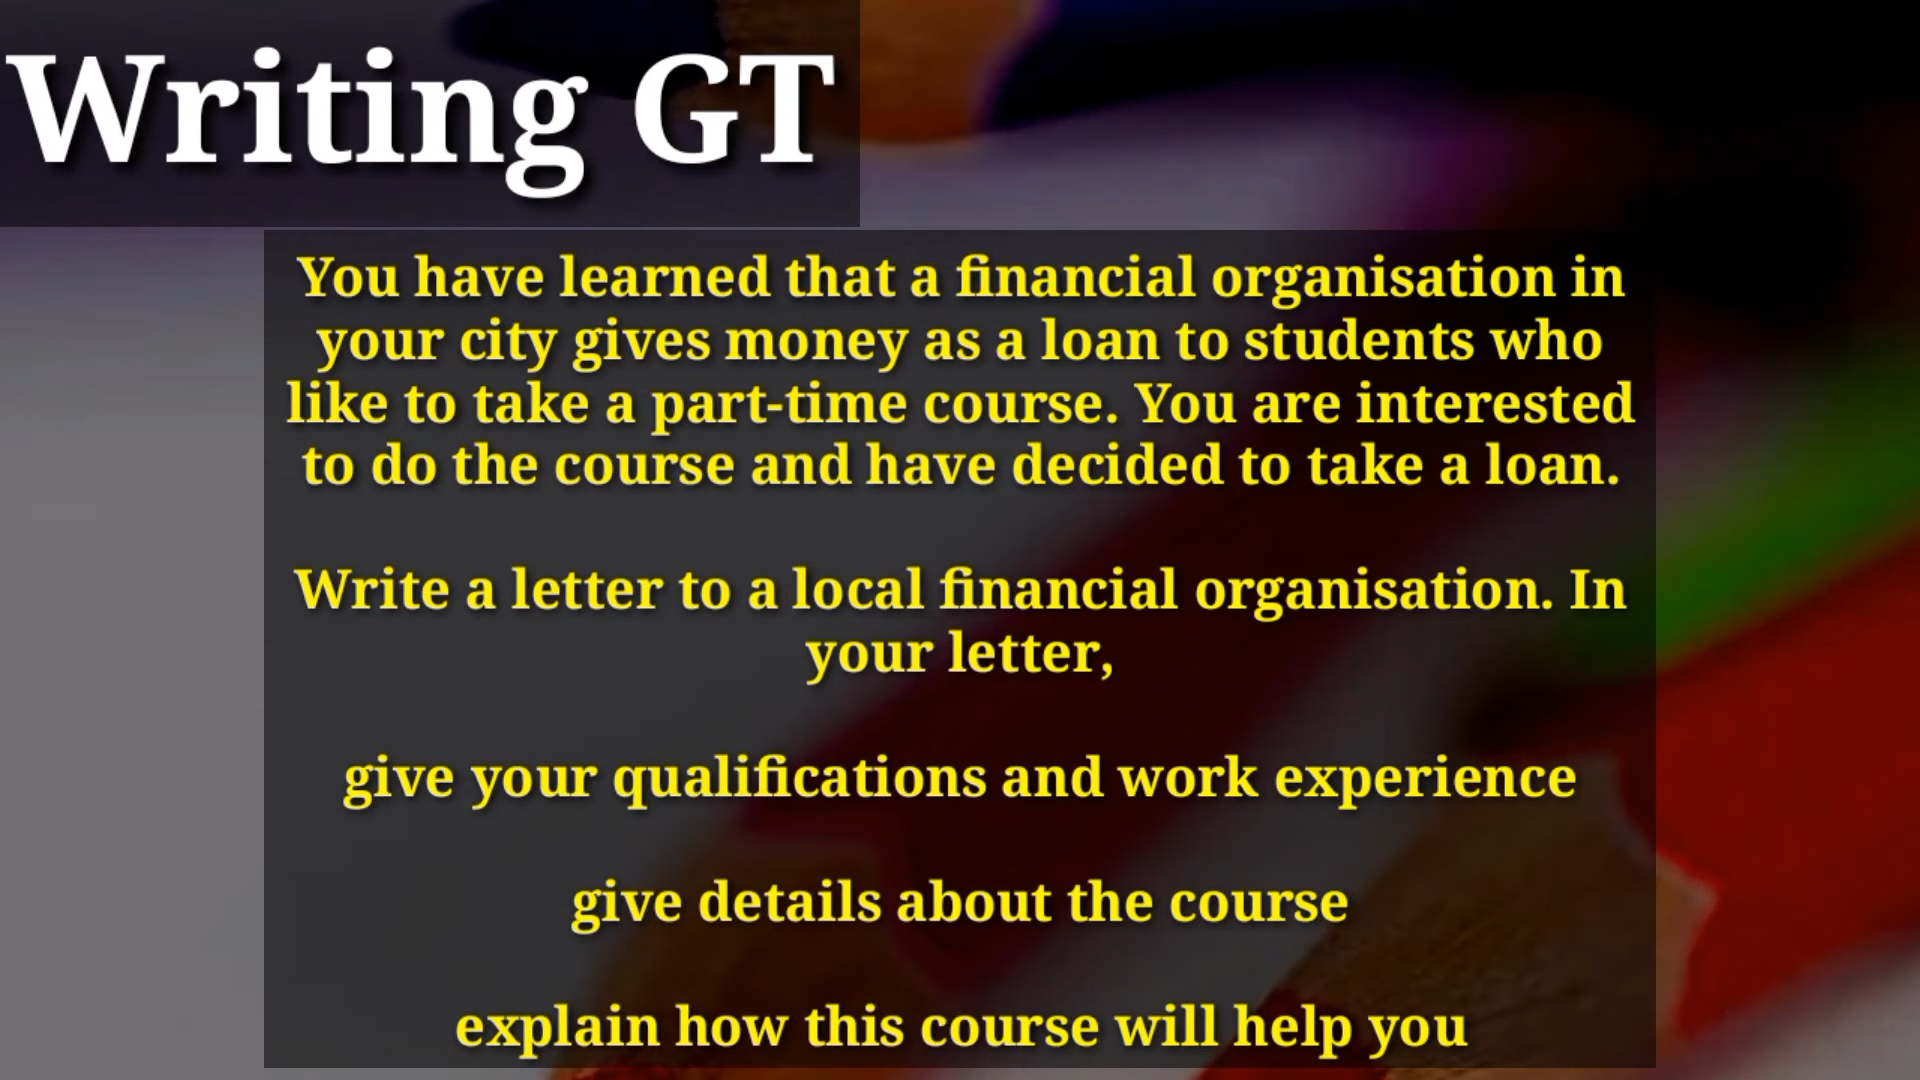 Writing GT
You have learned that a financial organisation in
your city gives money as a loan to students who
like to take a part-time course. You are interested
to do the course and have decided to take a loan.
Write a letter to a local financial organisation. In
your letter,
give your qualifications and work experience
give details about the course
explain how this course will help you